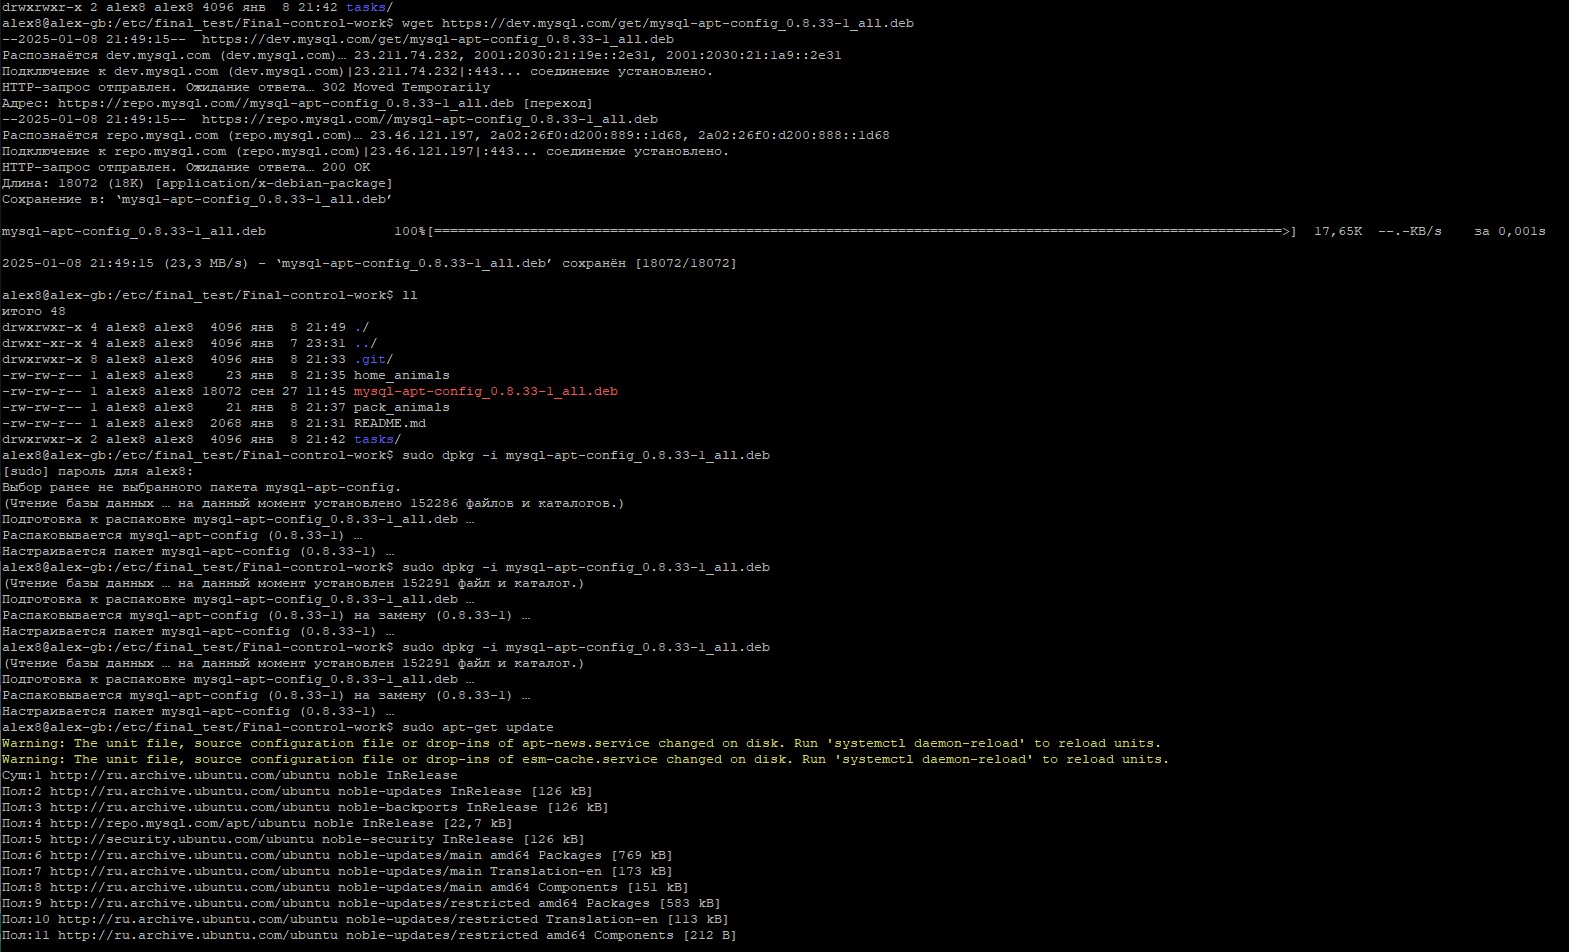 drwxrwxr-x 2 alex8 alex8 4096 янв  8 21:42 tasks/
alex8@alex-gb:/etc/final_test/Final-control-work$ wget https://dev.mysql.com/get/mysql-apt-config_0.8.33-1_all.deb
--2025-01-08 21:49:15--  https://dev.mysql.com/get/mysql-apt-config_0.8.33-1_all.deb
Распознаётся dev.mysql.com (dev.mysql.com)… 23.211.74.232, 2001:2030:21:19e::2e31, 2001:2030:21:1a9::2e31
Подключение к dev.mysql.com (dev.mysql.com)|23.211.74.232|:443... соединение установлено.
HTTP-запрос отправлен. Ожидание ответа… 302 Moved Temporarily
Адрес: https://repo.mysql.com//mysql-apt-config_0.8.33-1_all.deb [переход]
--2025-01-08 21:49:15--  https://repo.mysql.com//mysql-apt-config_0.8.33-1_all.deb
Распознаётся repo.mysql.com (repo.mysql.com)… 23.46.121.197, 2a02:26f0:d200:889::1d68, 2a02:26f0:d200:888::1d68
Подключение к repo.mysql.com (repo.mysql.com)|23.46.121.197|:443... соединение установлено.
HTTP-запрос отправлен. Ожидание ответа… 200 OK
Длина: 18072 (18K) [application/x-debian-package]
Сохранение в: ‘mysql-apt-config_0.8.33-1_all.deb’
mysql-apt-config_0.8.33-1_all.deb                100%[==========================================================================================================>]  17,65K  --.-KB/s    за 0,001s
2025-01-08 21:49:15 (23,3 MB/s) - ‘mysql-apt-config_0.8.33-1_all.deb’ сохранён [18072/18072]
alex8@alex-gb:/etc/final_test/Final-control-work$ ll
итого 48
drwxrwxr-x 4 alex8 alex8  4096 янв  8 21:49 ./
drwxr-xr-x 4 alex8 alex8  4096 янв  7 23:31 ../
drwxrwxr-x 8 alex8 alex8  4096 янв  8 21:33 .git/
-rw-rw-r-- 1 alex8 alex8    23 янв  8 21:35 home_animals
-rw-rw-r-- 1 alex8 alex8 18072 сен 27 11:45 mysql-apt-config_0.8.33-1_all.deb
-rw-rw-r-- 1 alex8 alex8    21 янв  8 21:37 pack_animals
-rw-rw-r-- 1 alex8 alex8  2068 янв  8 21:31 README.md
drwxrwxr-x 2 alex8 alex8  4096 янв  8 21:42 tasks/
alex8@alex-gb:/etc/final_test/Final-control-work$ sudo dpkg -i mysql-apt-config_0.8.33-1_all.deb
[sudo] пароль для alex8:
Выбор ранее не выбранного пакета mysql-apt-config.
(Чтение базы данных … на данный момент установлено 152286 файлов и каталогов.)
Подготовка к распаковке mysql-apt-config_0.8.33-1_all.deb …
Распаковывается mysql-apt-config (0.8.33-1) …
Настраивается пакет mysql-apt-config (0.8.33-1) …
alex8@alex-gb:/etc/final_test/Final-control-work$ sudo dpkg -i mysql-apt-config_0.8.33-1_all.deb
(Чтение базы данных … на данный момент установлен 152291 файл и каталог.)
Подготовка к распаковке mysql-apt-config_0.8.33-1_all.deb …
Распаковывается mysql-apt-config (0.8.33-1) на замену (0.8.33-1) …
Настраивается пакет mysql-apt-config (0.8.33-1) …
alex8@alex-gb:/etc/final_test/Final-control-work$ sudo dpkg -i mysql-apt-config_0.8.33-1_all.deb
(Чтение базы данных … на данный момент установлен 152291 файл и каталог.)
Подготовка к распаковке mysql-apt-config_0.8.33-1_all.deb …
Распаковывается mysql-apt-config (0.8.33-1) на замену (0.8.33-1) …
Настраивается пакет mysql-apt-config (0.8.33-1) …
alex8@alex-gb:/etc/final_test/Final-control-work$ sudo apt-get update
Warning: The unit file, source configuration file or drop-ins of apt-news.service changed on disk. Run 'systemctl daemon-reload' to reload units.
Warning: The unit file, source configuration file or drop-ins of esm-cache.service changed on disk. Run 'systemctl daemon-reload' to reload units.
Сущ:1 http://ru.archive.ubuntu.com/ubuntu noble InRelease
Пол:2 http://ru.archive.ubuntu.com/ubuntu noble-updates InRelease [126 kB]
Пол:3 http://ru.archive.ubuntu.com/ubuntu noble-backports InRelease [126 kB]
Пол:4 http://repo.mysql.com/apt/ubuntu noble InRelease [22,7 kB]
Пол:5 http://security.ubuntu.com/ubuntu noble-security InRelease [126 kB]
Пол:6 http://ru.archive.ubuntu.com/ubuntu noble-updates/main amd64 Packages [769 kB]
Пол:7 http://ru.archive.ubuntu.com/ubuntu noble-updates/main Translation-en [173 kB]
Пол:8 http://ru.archive.ubuntu.com/ubuntu noble-updates/main amd64 Components [151 kB]
Пол:9 http://ru.archive.ubuntu.com/ubuntu noble-updates/restricted amd64 Packages [583 kB]
Пол:10 http://ru.archive.ubuntu.com/ubuntu noble-updates/restricted Translation-en [113 kB]
Пол:11 http://ru.archive.ubuntu.com/ubuntu noble-updates/restricted amd64 Components [212 B]